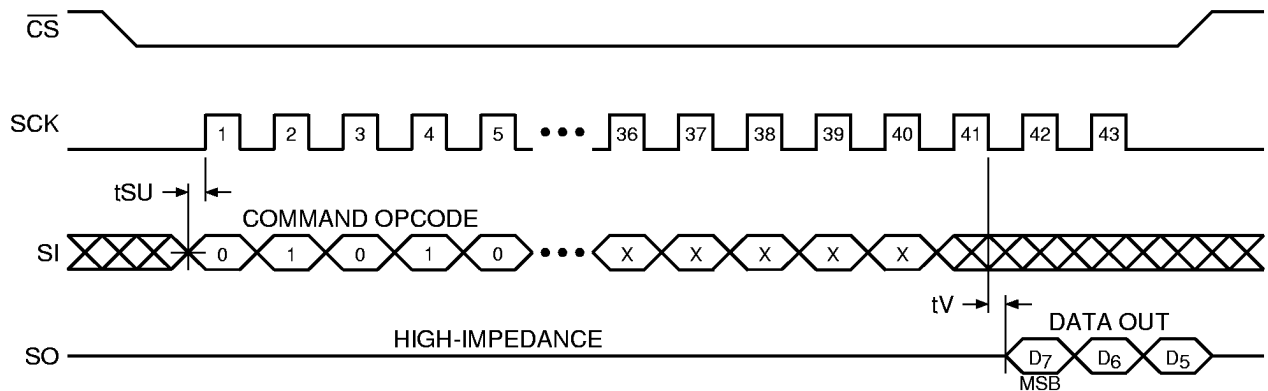 CS
SCK 1 2 3 4 5 36 37 38 39 40 41 42 43
tSU
COMMAND OPCODE
SI 0 1 0 1 0 X X X X X
tV
HIGH-IMPEDANCE
DATA OUT
SO D7 D6 D5
MSB